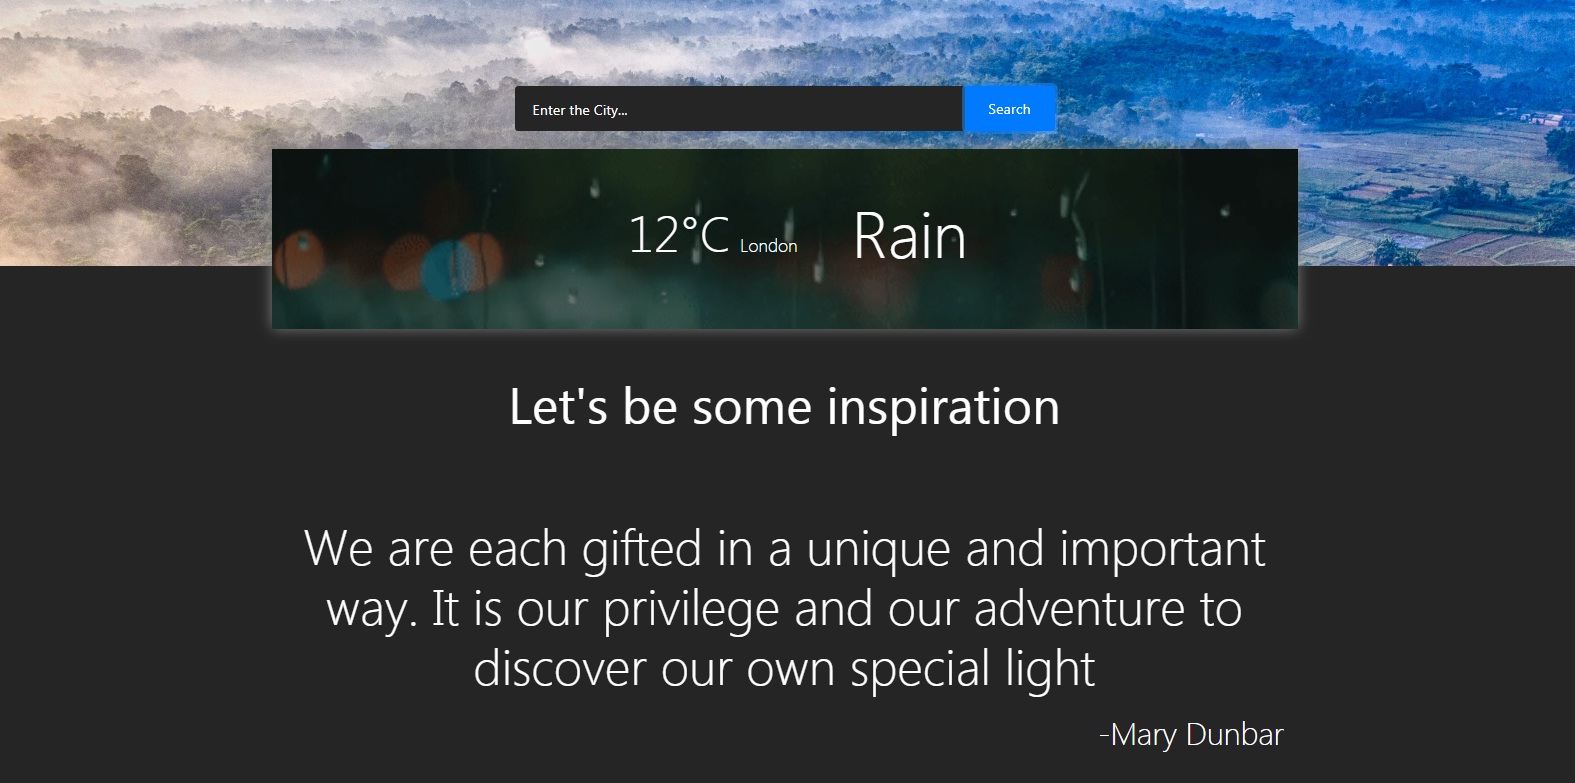 Enter the City...
Search
12°C London
Rain
Let's be some inspiration
We are each gifted in a unique and important
way. It is our privilege and our adventure to
discover our own special light
-Mary Dunbar